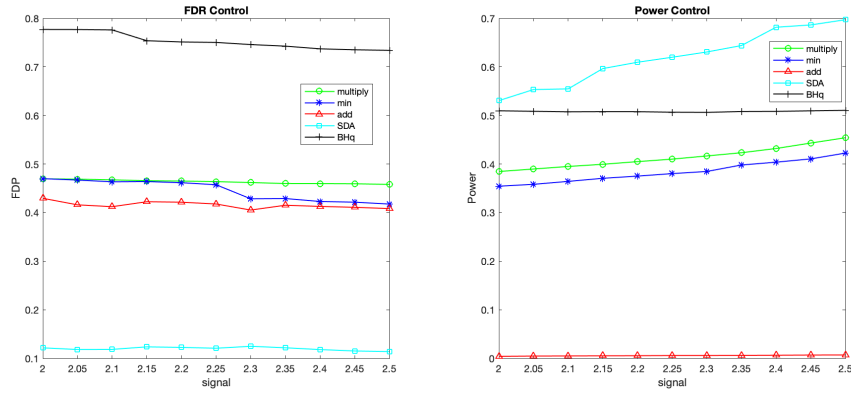 FDR Control
0.8
0.7
0.6
0.5
0.4
0.3
0.2
0.1
FDP
multiply
min
add
SDA
BHq
2 2.05 2.1 2.15 2.2 2.25 2.3 2.35 2.4 2.45 2.5
signal
Power Control
0.7
0.6
0.5
0.4
0.3
0.2
0.1
0
Power
multiply
min
add
SDA
BHq
2 2.05 2.1 2.15 2.2 2.25 2.3 2.35 2.4 2.45 2.5
signal